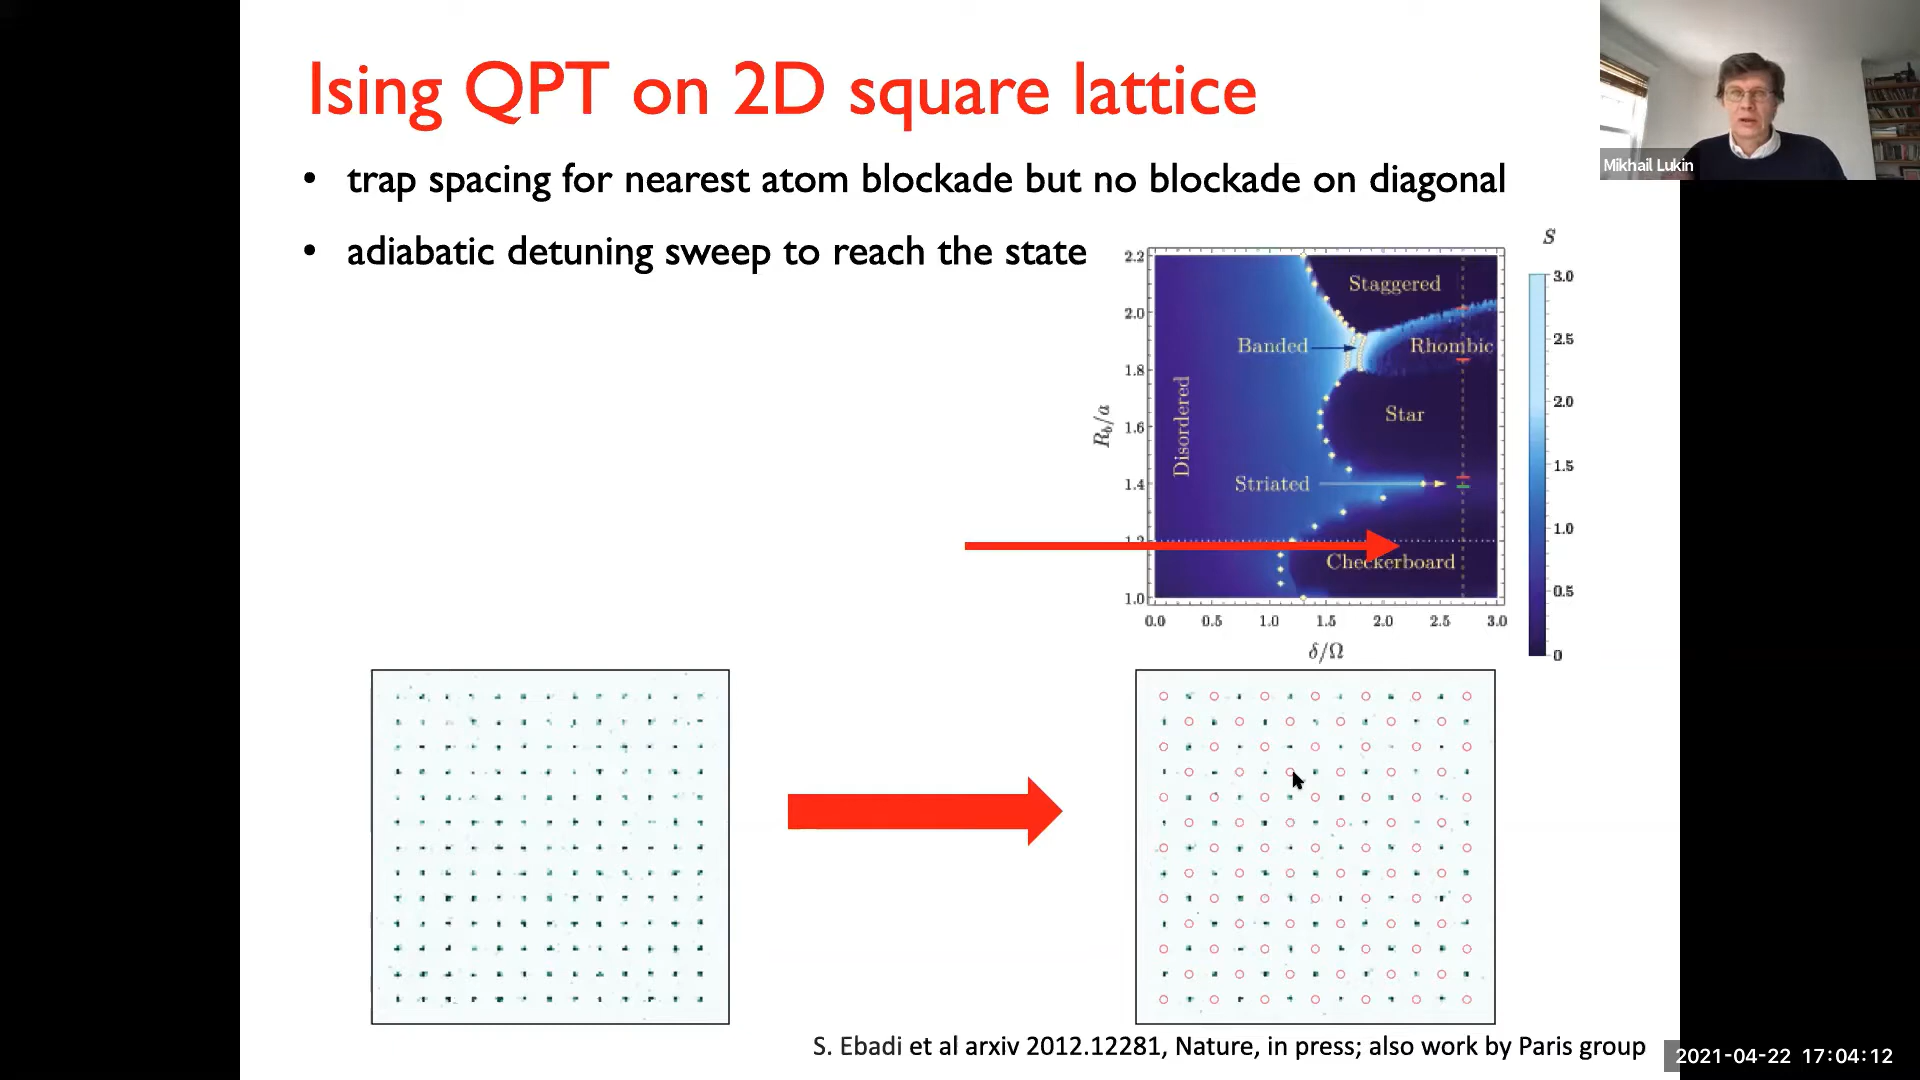 Ising QPT on 2D square lattice
Mikhail Lukin
• trap spacing for nearest atom blockade but no blockade on diagonal
• adiabatic detuning sweep to reach the state
S
2.2
2.0
1.8
1.6
1.4
1.2
1.0
R_b/a
Staggered
Banded
Rhombic
Disordered
Star
Striated
Checkerboard
0.0 0.5 1.0 1.5 2.0 2.5 3.0
δ/Ω
3.0
2.5
2.0
1.5
1.0
0.5
0
S. Ebadi et al arxiv 2012.12281, Nature, in press; also work by Paris group
2021-04-22 17:04:12